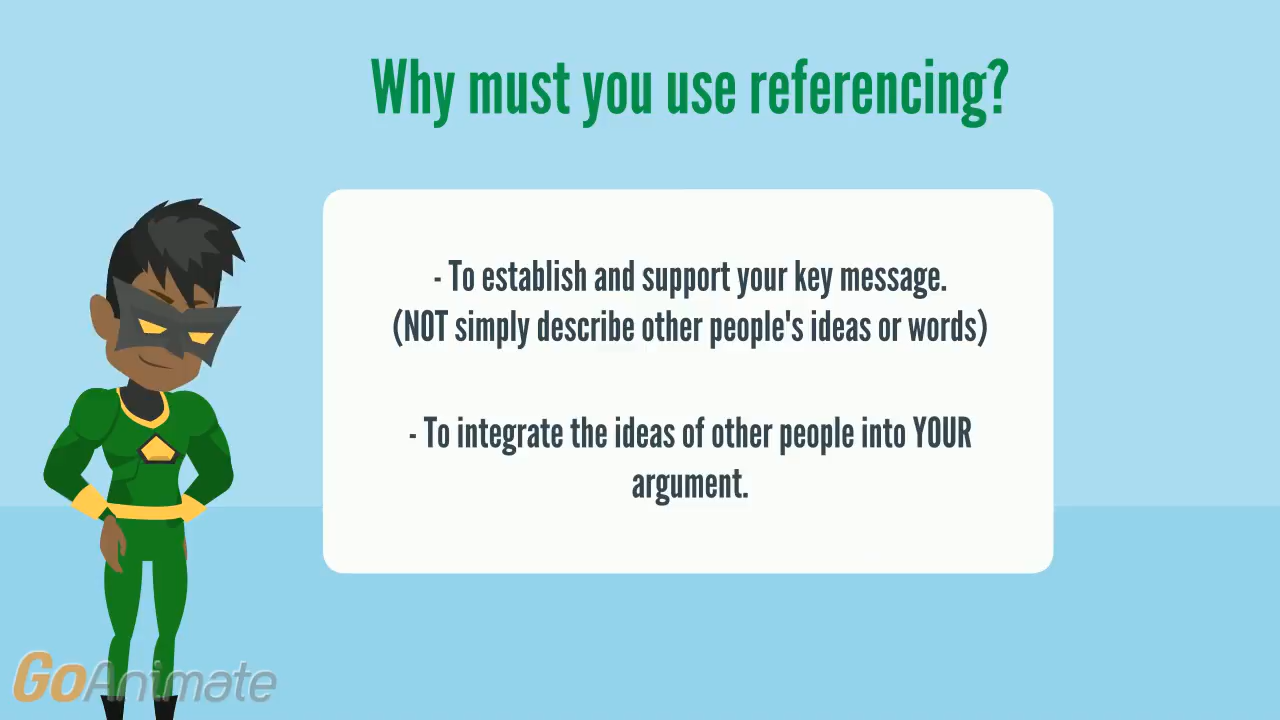 Why must you use referencing?
- To establish and support your key message.
(NOT simply describe other people's ideas or words)
- To integrate the ideas of other people into YOUR
argument.
GoAnimate